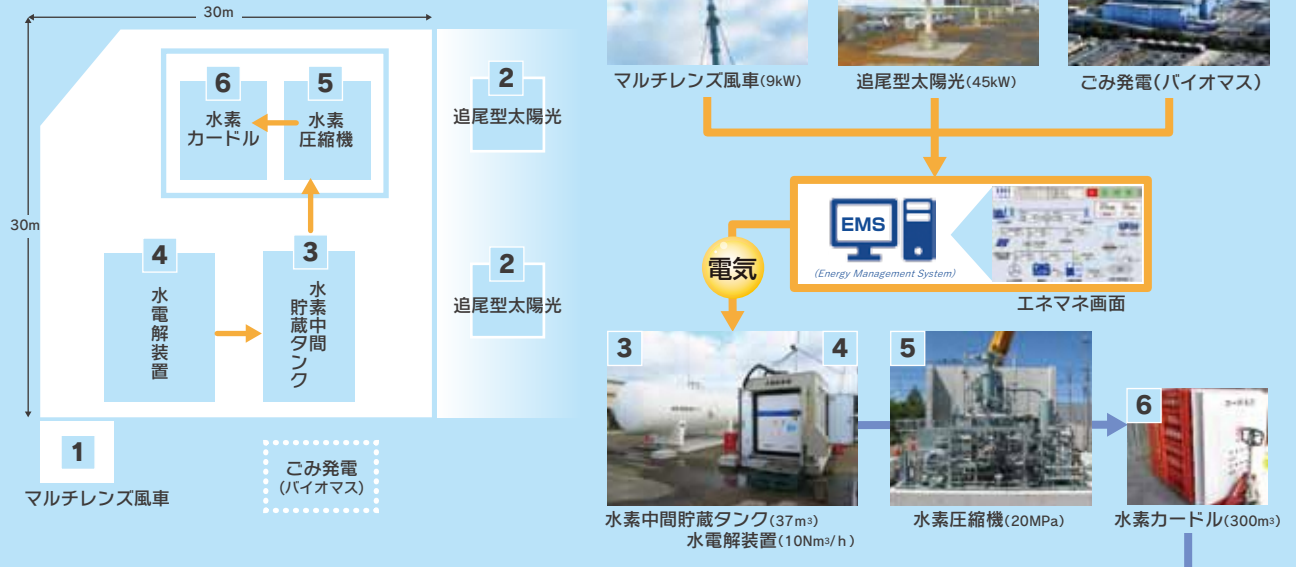 30m
30m
6
水素
カードル
5
水素
圧縮機
4
水電解装置
3
水素中間
貯蔵タンク
2
追尾型太陽光
2
追尾型太陽光
1
マルチレンズ風車
ごみ発電
(バイオマス)
マルチレンズ風車(9kW)
追尾型太陽光(45kW)
ごみ発電(バイオマス)
EMS
(Energy Management System)
エネマネ画面
電気
3
4
水素中間貯蔵タンク(37m³)
水電解装置(10Nm³/h)
5
水素圧縮機(20MPa)
6
水素カードル(300m³)